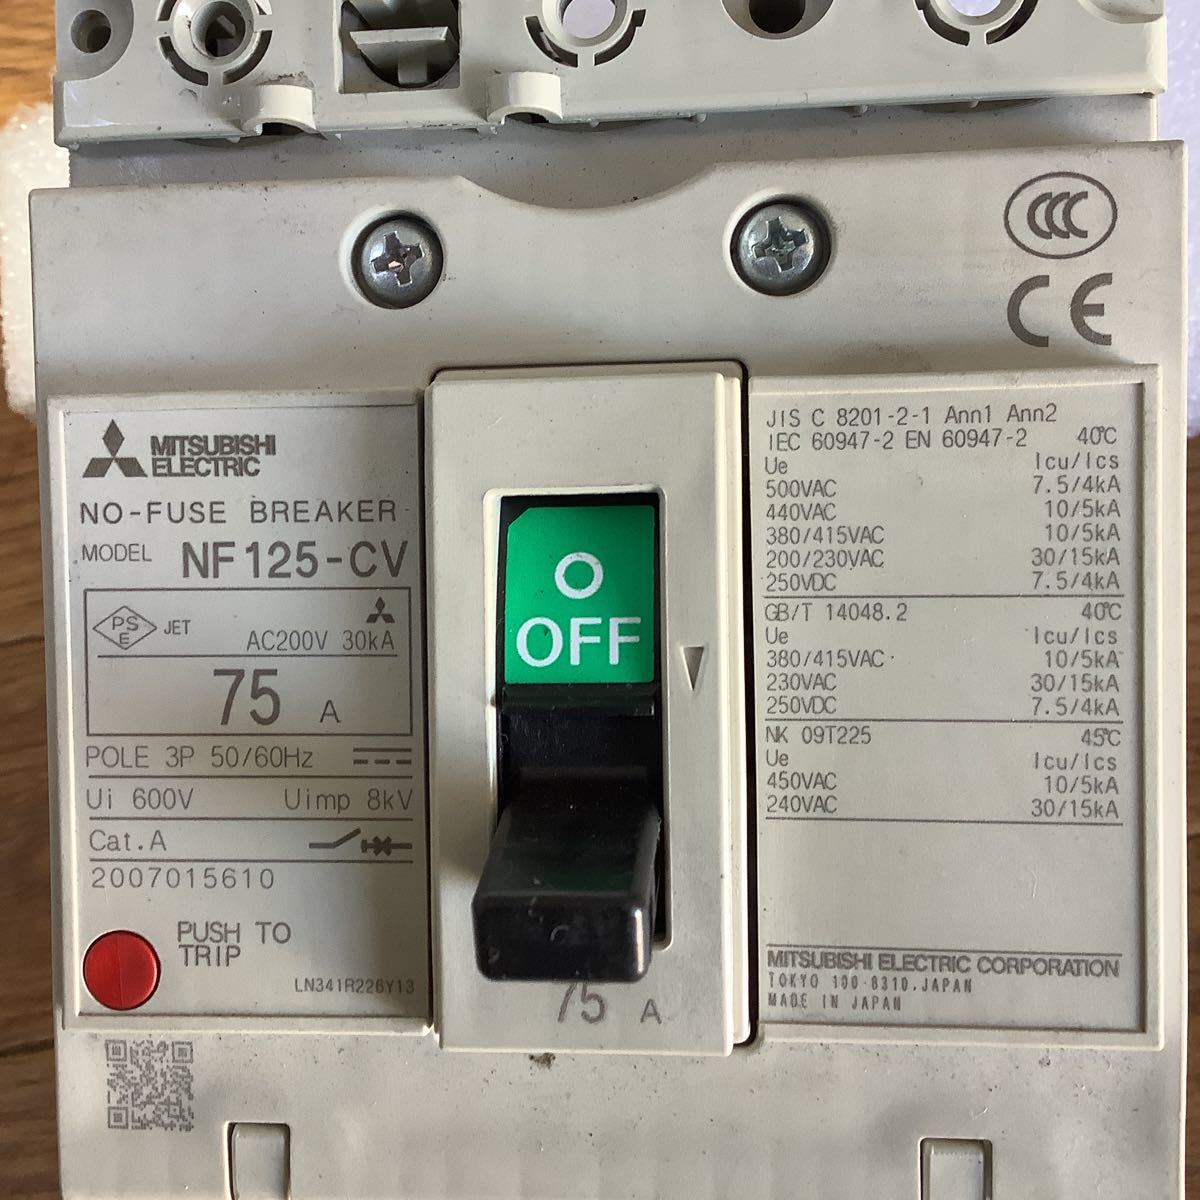 CCC
CE
MITSUBISHI
ELECTRIC
NO-FUSE BREAKER
MODEL NF125-CV
PS
E
JET
AC200V 30kA
75 A
POLE 3P 50/60Hz
Ui 600V Uimp 8kV
Cat.A
2007015610
PUSH TO
TRIP
LN341R226Y13
O
OFF
75 A
JIS C 8201-2-1 Ann1 Ann2
IEC 60947-2 EN 60947-2 40℃
Ue Icu/Ics
500VAC 7.5/4kA
440VAC 10/5kA
380/415VAC 10/5kA
200/230VAC 30/15kA
250VDC 7.5/4kA
GB/T 14048.2 40℃
Ue Icu/Ics
380/415VAC 10/5kA
230VAC 30/15kA
250VDC 7.5/4kA
NK 09T225 45℃
Ue Icu/Ics
450VAC 10/5kA
240VAC 30/15kA
MITSUBISHI ELECTRIC CORPORATION
TOKYO 100-8310,JAPAN
MADE IN JAPAN